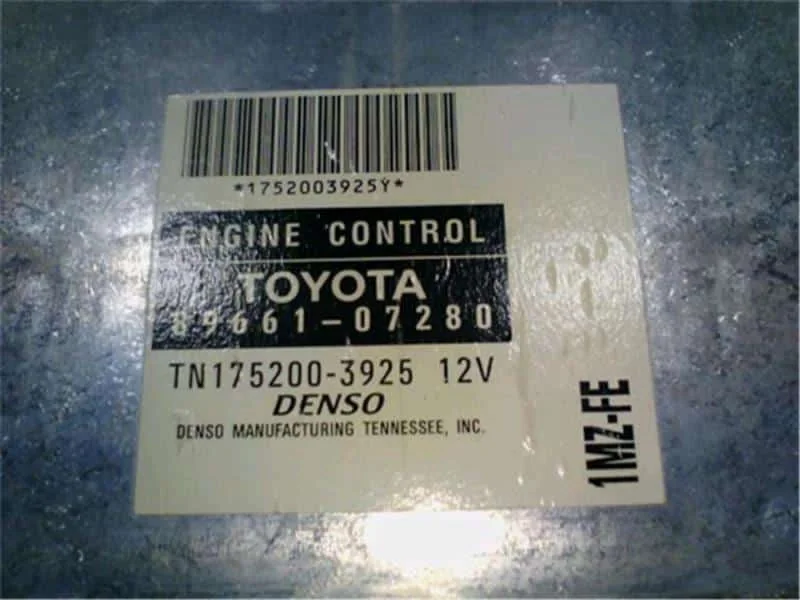 *1752003925Y*
ENGINE CONTROL
TOYOTA
89661-07280
TN175200-3925 12V
DENSO
DENSO MANUFACTURING TENNESSEE, INC.
1MZ-FE